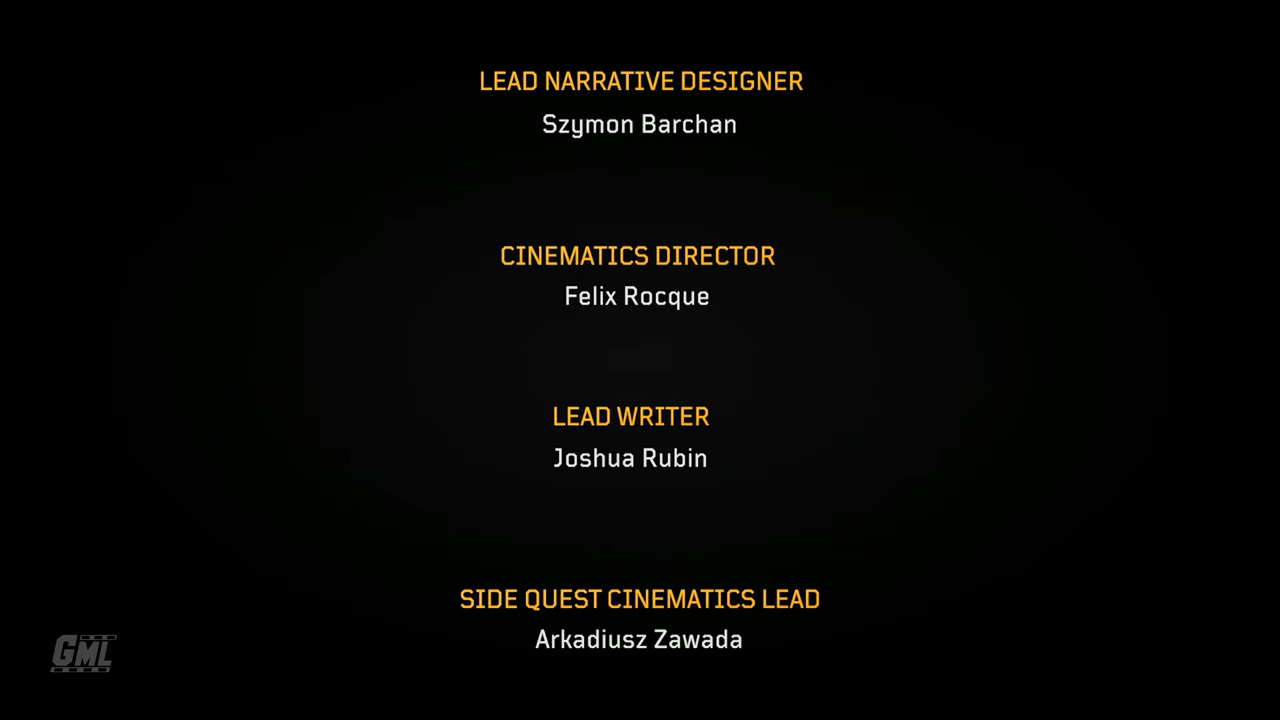 LEAD NARRATIVE DESIGNER
Szymon Barchan
CINEMATICS DIRECTOR
Felix Rocque
LEAD WRITER
Joshua Rubin
SIDE QUEST CINEMATICS LEAD
Arkadiusz Zawada
GML